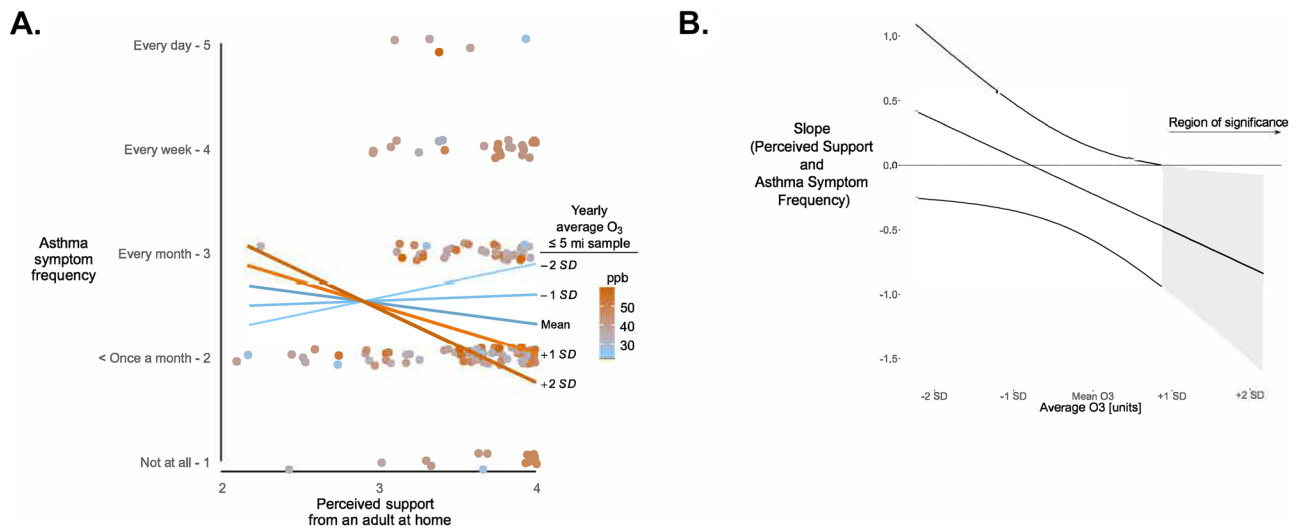 A.
Every day - 5
Every week - 4
Asthma
symptom
frequency
Every month - 3
< Once a month - 2
Not at all - 1
2
3
4
Perceived support
from an adult at home
Yearly
average O3
≤ 5 mi sample
−2 SD
−1 SD
Mean
+1 SD
+2 SD
ppb
50
40
30
B.
Slope
(Perceived Support
and
Asthma Symptom
Frequency)
1.0
0.5
0.0
-0.5
-1.0
-1.5
Region of significance
-2 SD
-1 SD
Mean O3
+1 SD
+2 SD
Average O3 [units]